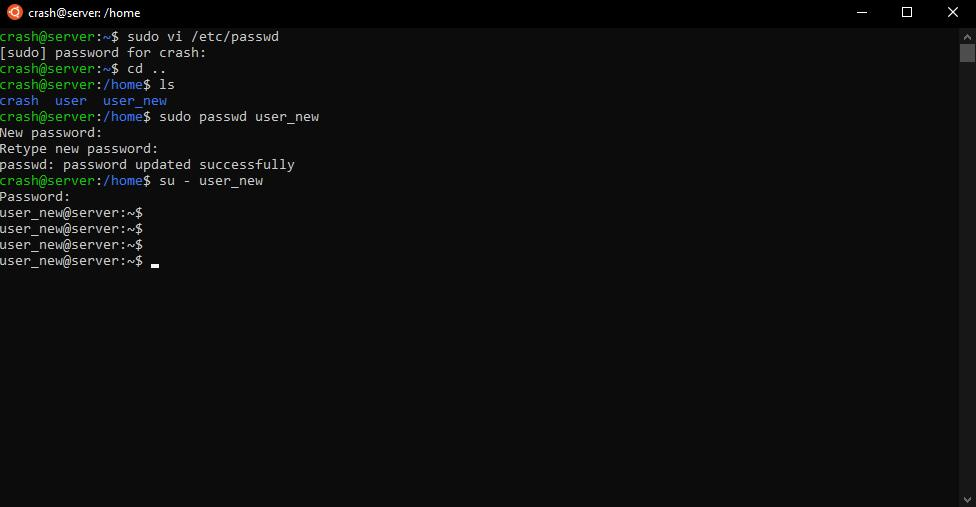 crash@server: /home
crash@server:~$ sudo vi /etc/passwd
[sudo] password for crash:
crash@server:~$ cd ..
crash@server:/home$ ls
crash  user  user_new
crash@server:/home$ sudo passwd user_new
New password:
Retype new password:
passwd: password updated successfully
crash@server:/home$ su - user_new
Password:
user_new@server:~$
user_new@server:~$
user_new@server:~$
user_new@server:~$